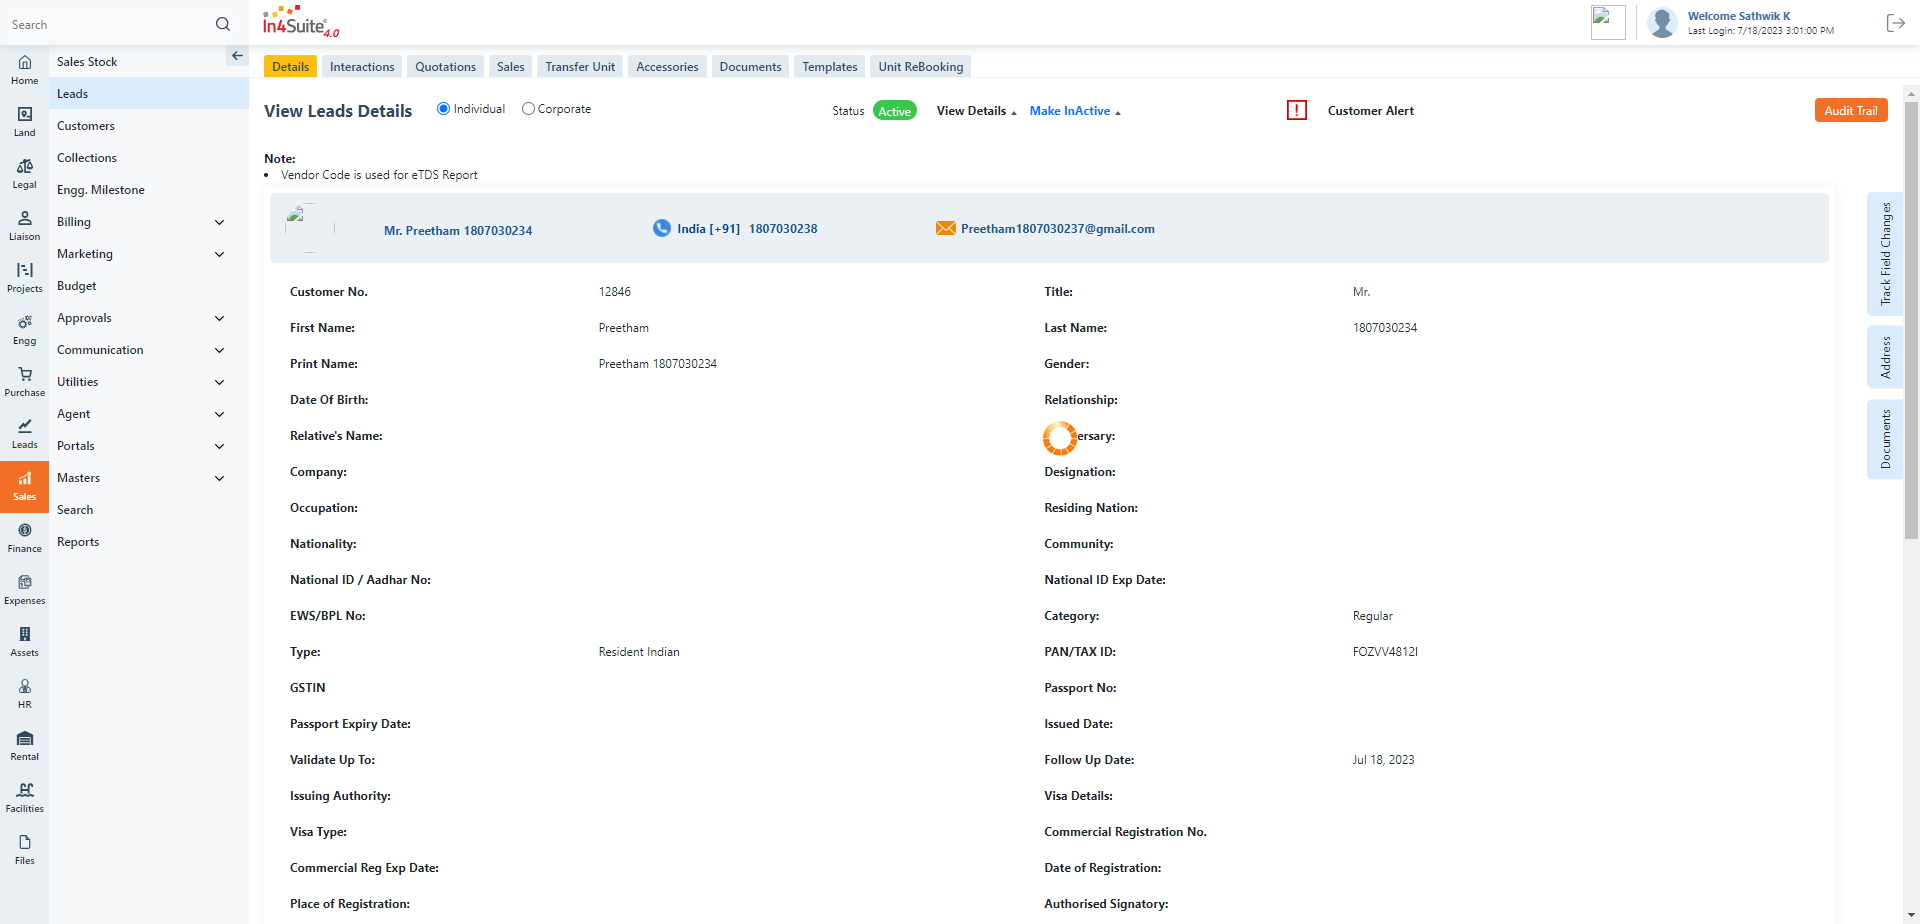 Search
In4Suite® 4.0
Welcome Sathwik K
Last Login: 7/18/2023 3:01:00 PM
Home
Land
Legal
Liaison
Projects
Engg
Purchase
Leads
Sales
Finance
Expenses
Assets
HR
Rental
Facilities
Files
Sales Stock
Leads
Customers
Collections
Engg. Milestone
Billing
Marketing
Budget
Approvals
Communication
Utilities
Agent
Portals
Masters
Search
Reports
Details Interactions Quotations Sales Transfer Unit Accessories Documents Templates Unit ReBooking
View Leads Details Individual Corporate Status Active View Details Make InActive Customer Alert Audit Trail
Note:
• Vendor Code is used for eTDS Report
Mr. Preetham 1807030234 India [+91] 1807030238 Preetham1807030237@gmail.com
Customer No. 12846 Title: Mr.
First Name: Preetham Last Name: 1807030234
Print Name: Preetham 1807030234 Gender:
Date Of Birth: Relationship:
Relative's Name: ersary:
Company: Designation:
Occupation: Residing Nation:
Nationality: Community:
National ID / Aadhar No: National ID Exp Date:
EWS/BPL No: Category: Regular
Type: Resident Indian PAN/TAX ID: FOZVV4812I
GSTIN Passport No:
Passport Expiry Date: Issued Date:
Validate Up To: Follow Up Date: Jul 18, 2023
Issuing Authority: Visa Details:
Visa Type: Commercial Registration No.
Commercial Reg Exp Date: Date of Registration:
Place of Registration: Authorised Signatory:
Track Field Changes
Address
Documents